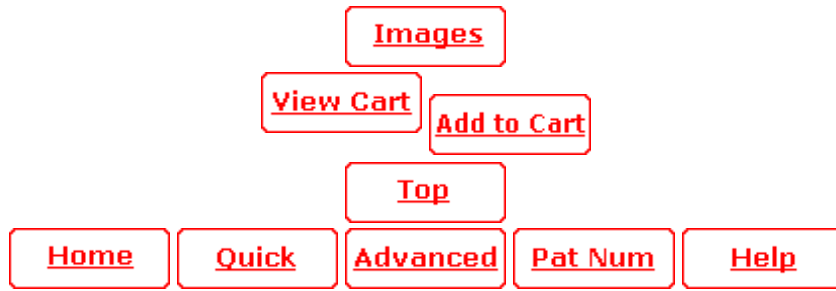 Images
View Cart
Add to Cart
Top
Home Quick Advanced Pat Num Help